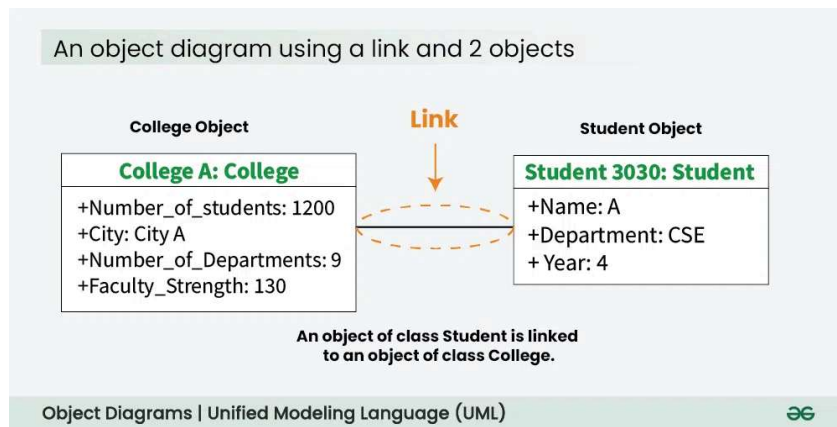 An object diagram using a link and 2 objects
College Object
Link
Student Object
College A: College
+Number_of_students: 1200
+City: City A
+Number_of_Departments: 9
+Faculty_Strength: 130
Student 3030: Student
+Name: A
+Department: CSE
+ Year: 4
An object of class Student is linked
to an object of class College.
Object Diagrams | Unified Modeling Language (UML)